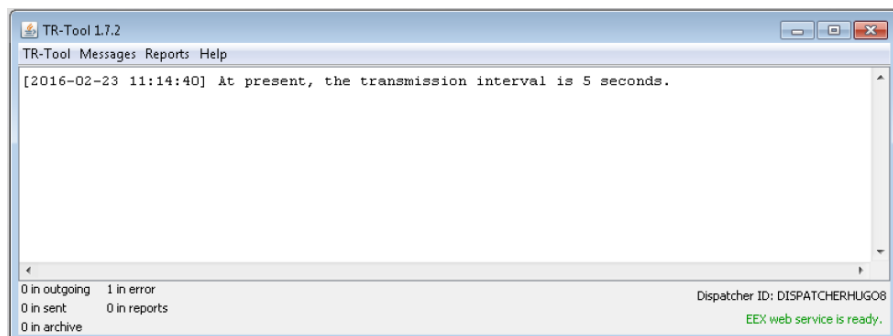 TR-Tool 1.7.2
TR-Tool Messages Reports Help
[2016-02-23 11:14:40] At present, the transmission interval is 5 seconds.
0 in outgoing 1 in error
0 in sent 0 in reports
0 in archive
Dispatcher ID: DISPATCHERHUGO8
EEX web service is ready.